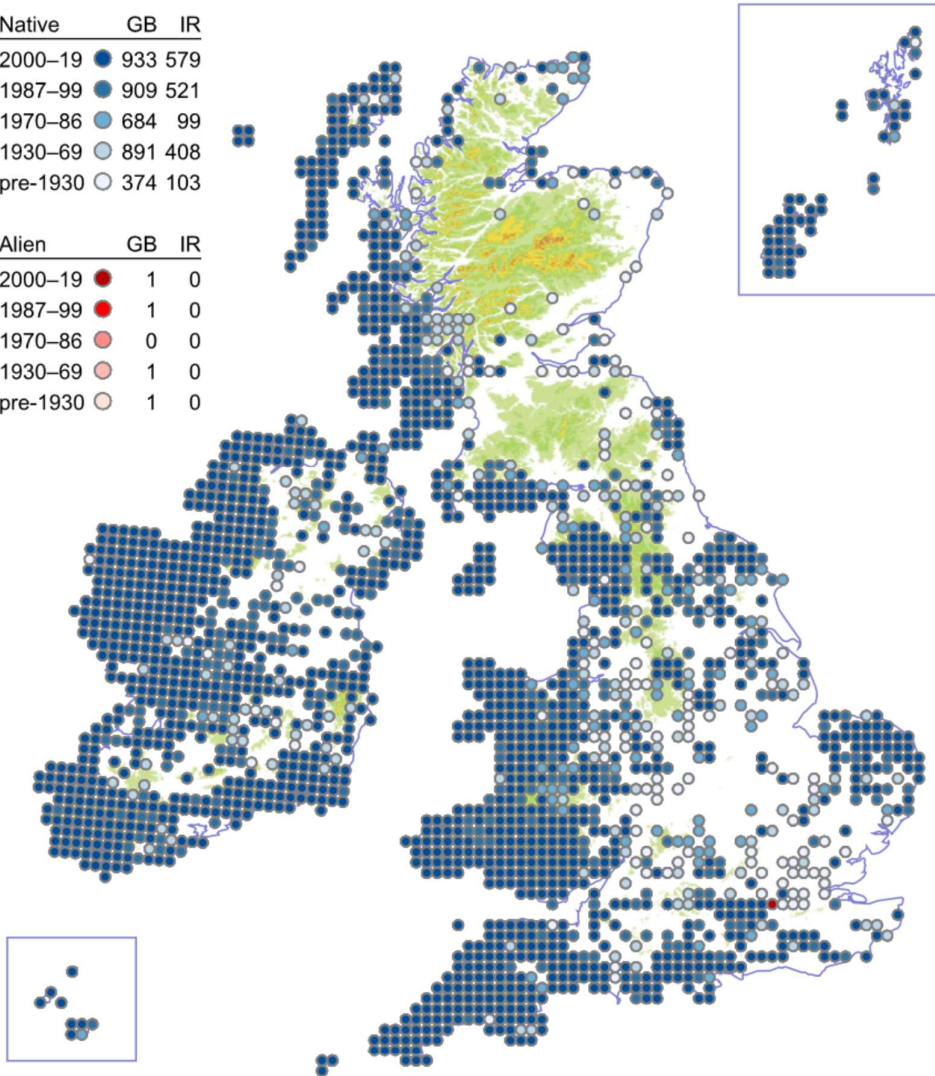 Native GB IR
2000–19 933 579
1987–99 909 521
1970–86 684 99
1930–69 891 408
pre-1930 374 103
Alien GB IR
2000–19 1 0
1987–99 1 0
1970–86 0 0
1930–69 1 0
pre-1930 1 0